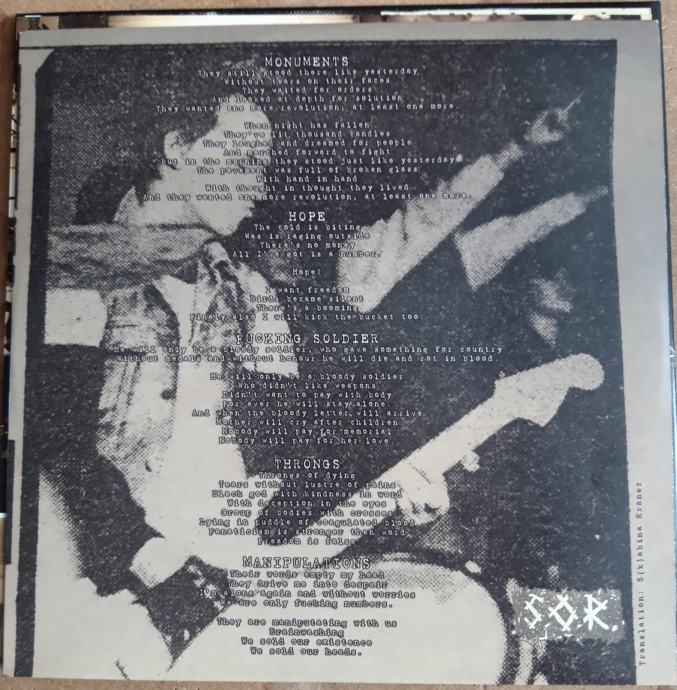 MONUMENTS
They still stood there like yesterday
Without tears on their faces
They waited for orders
And looked at depth for solution
They wanted one more revolution, at least one more.
When night has fallen
They've lit thousand candles
They laughed and dreamed for people
And marched forward to fight
But in the morning they stood just like yesterday.
The pavement was full of broken glass
With hand in hand
With thought in thought they lived
And they wanted one more revolution, at least one more.
HOPE
The cold is biting
War is raging outside
There's no money
All I've got is a number.
Hope!
I want freedom
Birds became silent
There's a booming
Finally also I will kick the bucket too.
FUCKING SOLDIER
He will only be a bloody soldier, who gave something for country
Without medals and without honour he will die and rot in blood.
He will only be a bloody soldier
Who didn't like weapons
Didn't want to pay with body
For ever he will stay alone
And when the bloody letter will arrive
Mother will cry after children
Nobody will pay for memorial
Nobody will pay for her love.
THRONGS
Throngs of dying
Tears without lustre of pains
Black god with kindness in word
With deception in the eyes
Group of bodies with crosses
Lying in puddle of coagulated blood
Fanaticism is stronger than word
Freedom is false
MANIPULATIONS
Their words empty my head
They drive me into despair
I'm alone again and without worries
We are only fucking numbers.
They are maniputating with us
Brainwashing
We sold our existence
We sold our heads.
S.O.R.
Translation: S(k)abina Kraner